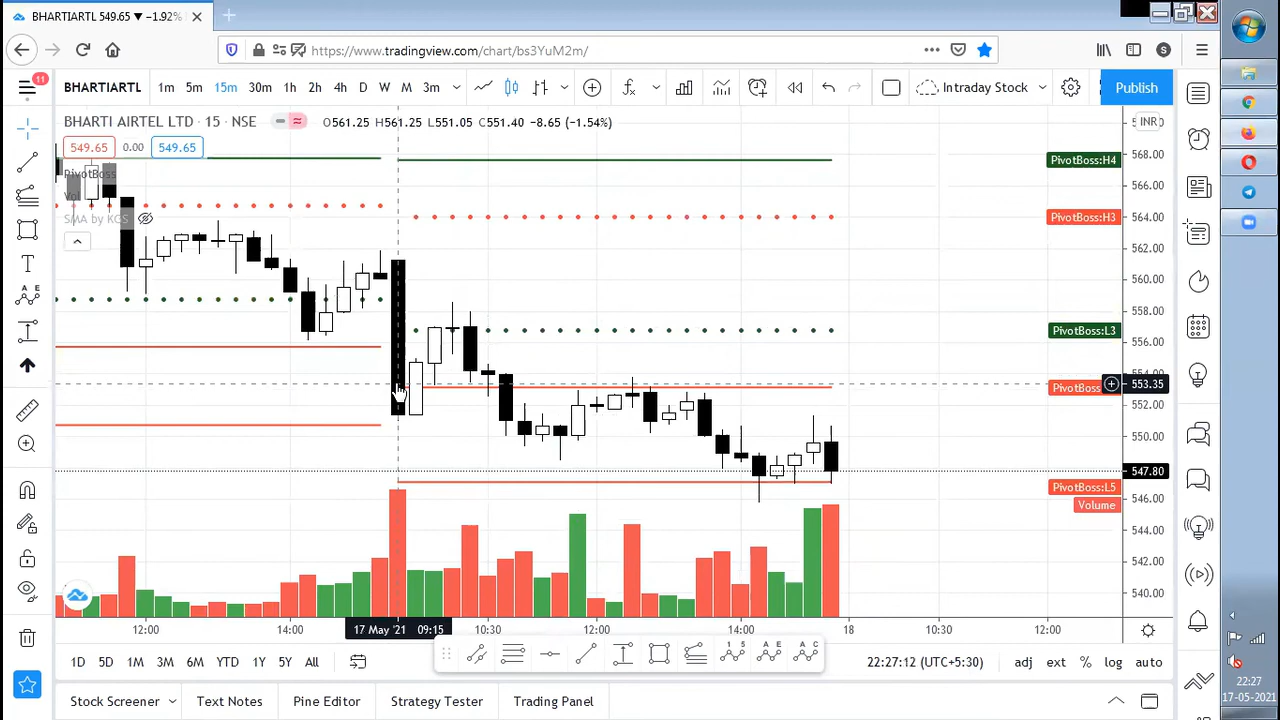 BHARTIARTL 549.65 ▼ −1.92%
https://www.tradingview.com/chart/bs3YuM2m/
S
11
BHARTIARTL 1m 5m 15m 30m 1h 2h 4h D W M 3m Intraday Stock Publish
BHARTI AIRTEL LTD · 15 · NSE O561.25 H561.25 L551.05 C551.40 −8.65 (−1.54%)
INR
549.65 0.00 549.65
PivotBoss
Vol
SMA by KGS
568.00
566.00
564.00
562.00
560.00
558.00
556.00
554.00
552.00
550.00
546.00
544.00
542.00
540.00
PivotBoss:H4
PivotBoss:H3
PivotBoss:L3
PivotBoss
553.35
547.80
PivotBoss:L5
Volume
12:00 14:00 17 May '21 09:15 10:30 12:00 14:00 18 10:30 12:00
1D 5D 1M 3M 6M YTD 1Y 5Y All
22:27:12 (UTC+5:30) adj ext % log auto
Stock Screener Text Notes Pine Editor Strategy Tester Trading Panel
22:27
17-05-2021